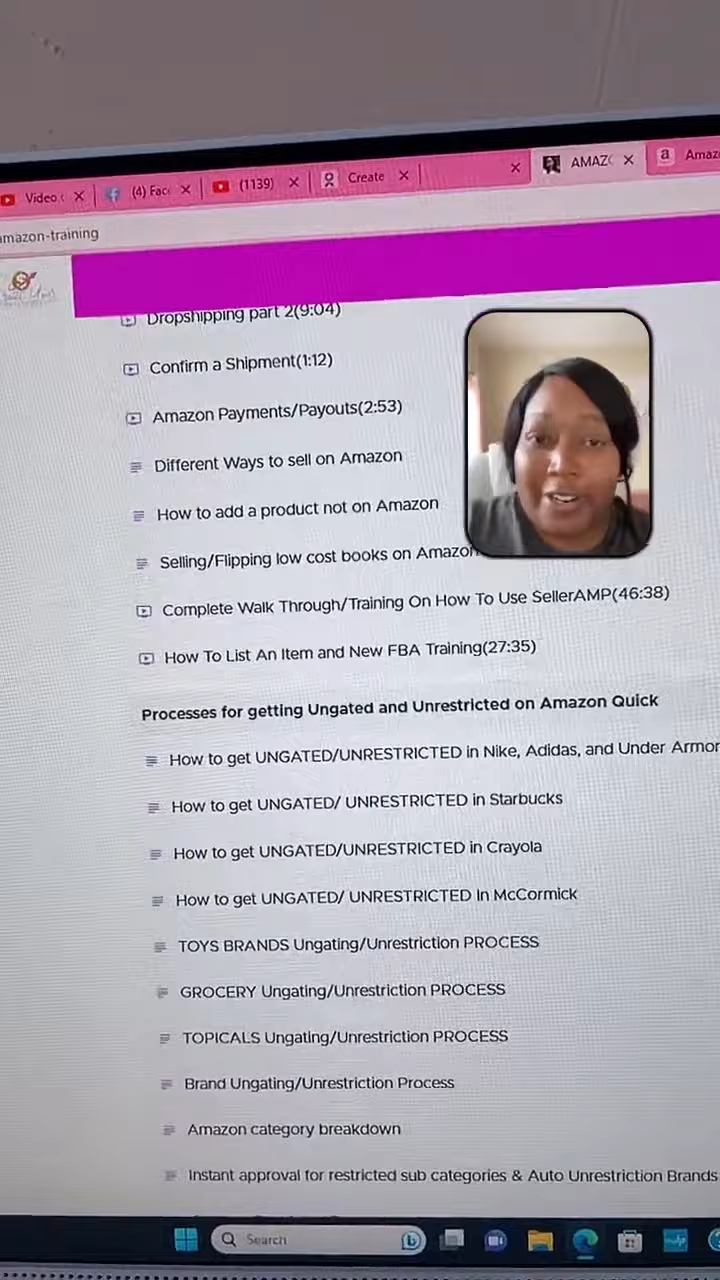 Video
(4) Fac
(1139)
Create
AMAZ
a
Amaz
amazon-training
Dropshipping part 2(9:04)
Confirm a Shipment(1:12)
Amazon Payments/Payouts(2:53)
Different Ways to sell on Amazon
How to add a product not on Amazon
Selling/Flipping low cost books on Amazon
Complete Walk Through/Training On How To Use SellerAMP(46:38)
How To List An Item and New FBA Training(27:35)
Processes for getting Ungated and Unrestricted on Amazon Quick
How to get UNGATED/UNRESTRICTED in Nike, Adidas, and Under Armor
How to get UNGATED/ UNRESTRICTED in Starbucks
How to get UNGATED/UNRESTRICTED in Crayola
How to get UNGATED/ UNRESTRICTED In McCormick
TOYS BRANDS Ungating/Unrestriction PROCESS
GROCERY Ungating/Unrestriction PROCESS
TOPICALS Ungating/Unrestriction PROCESS
Brand Ungating/Unrestriction Process
Amazon category breakdown
Instant approval for restricted sub categories & Auto Unrestriction Brands
Search